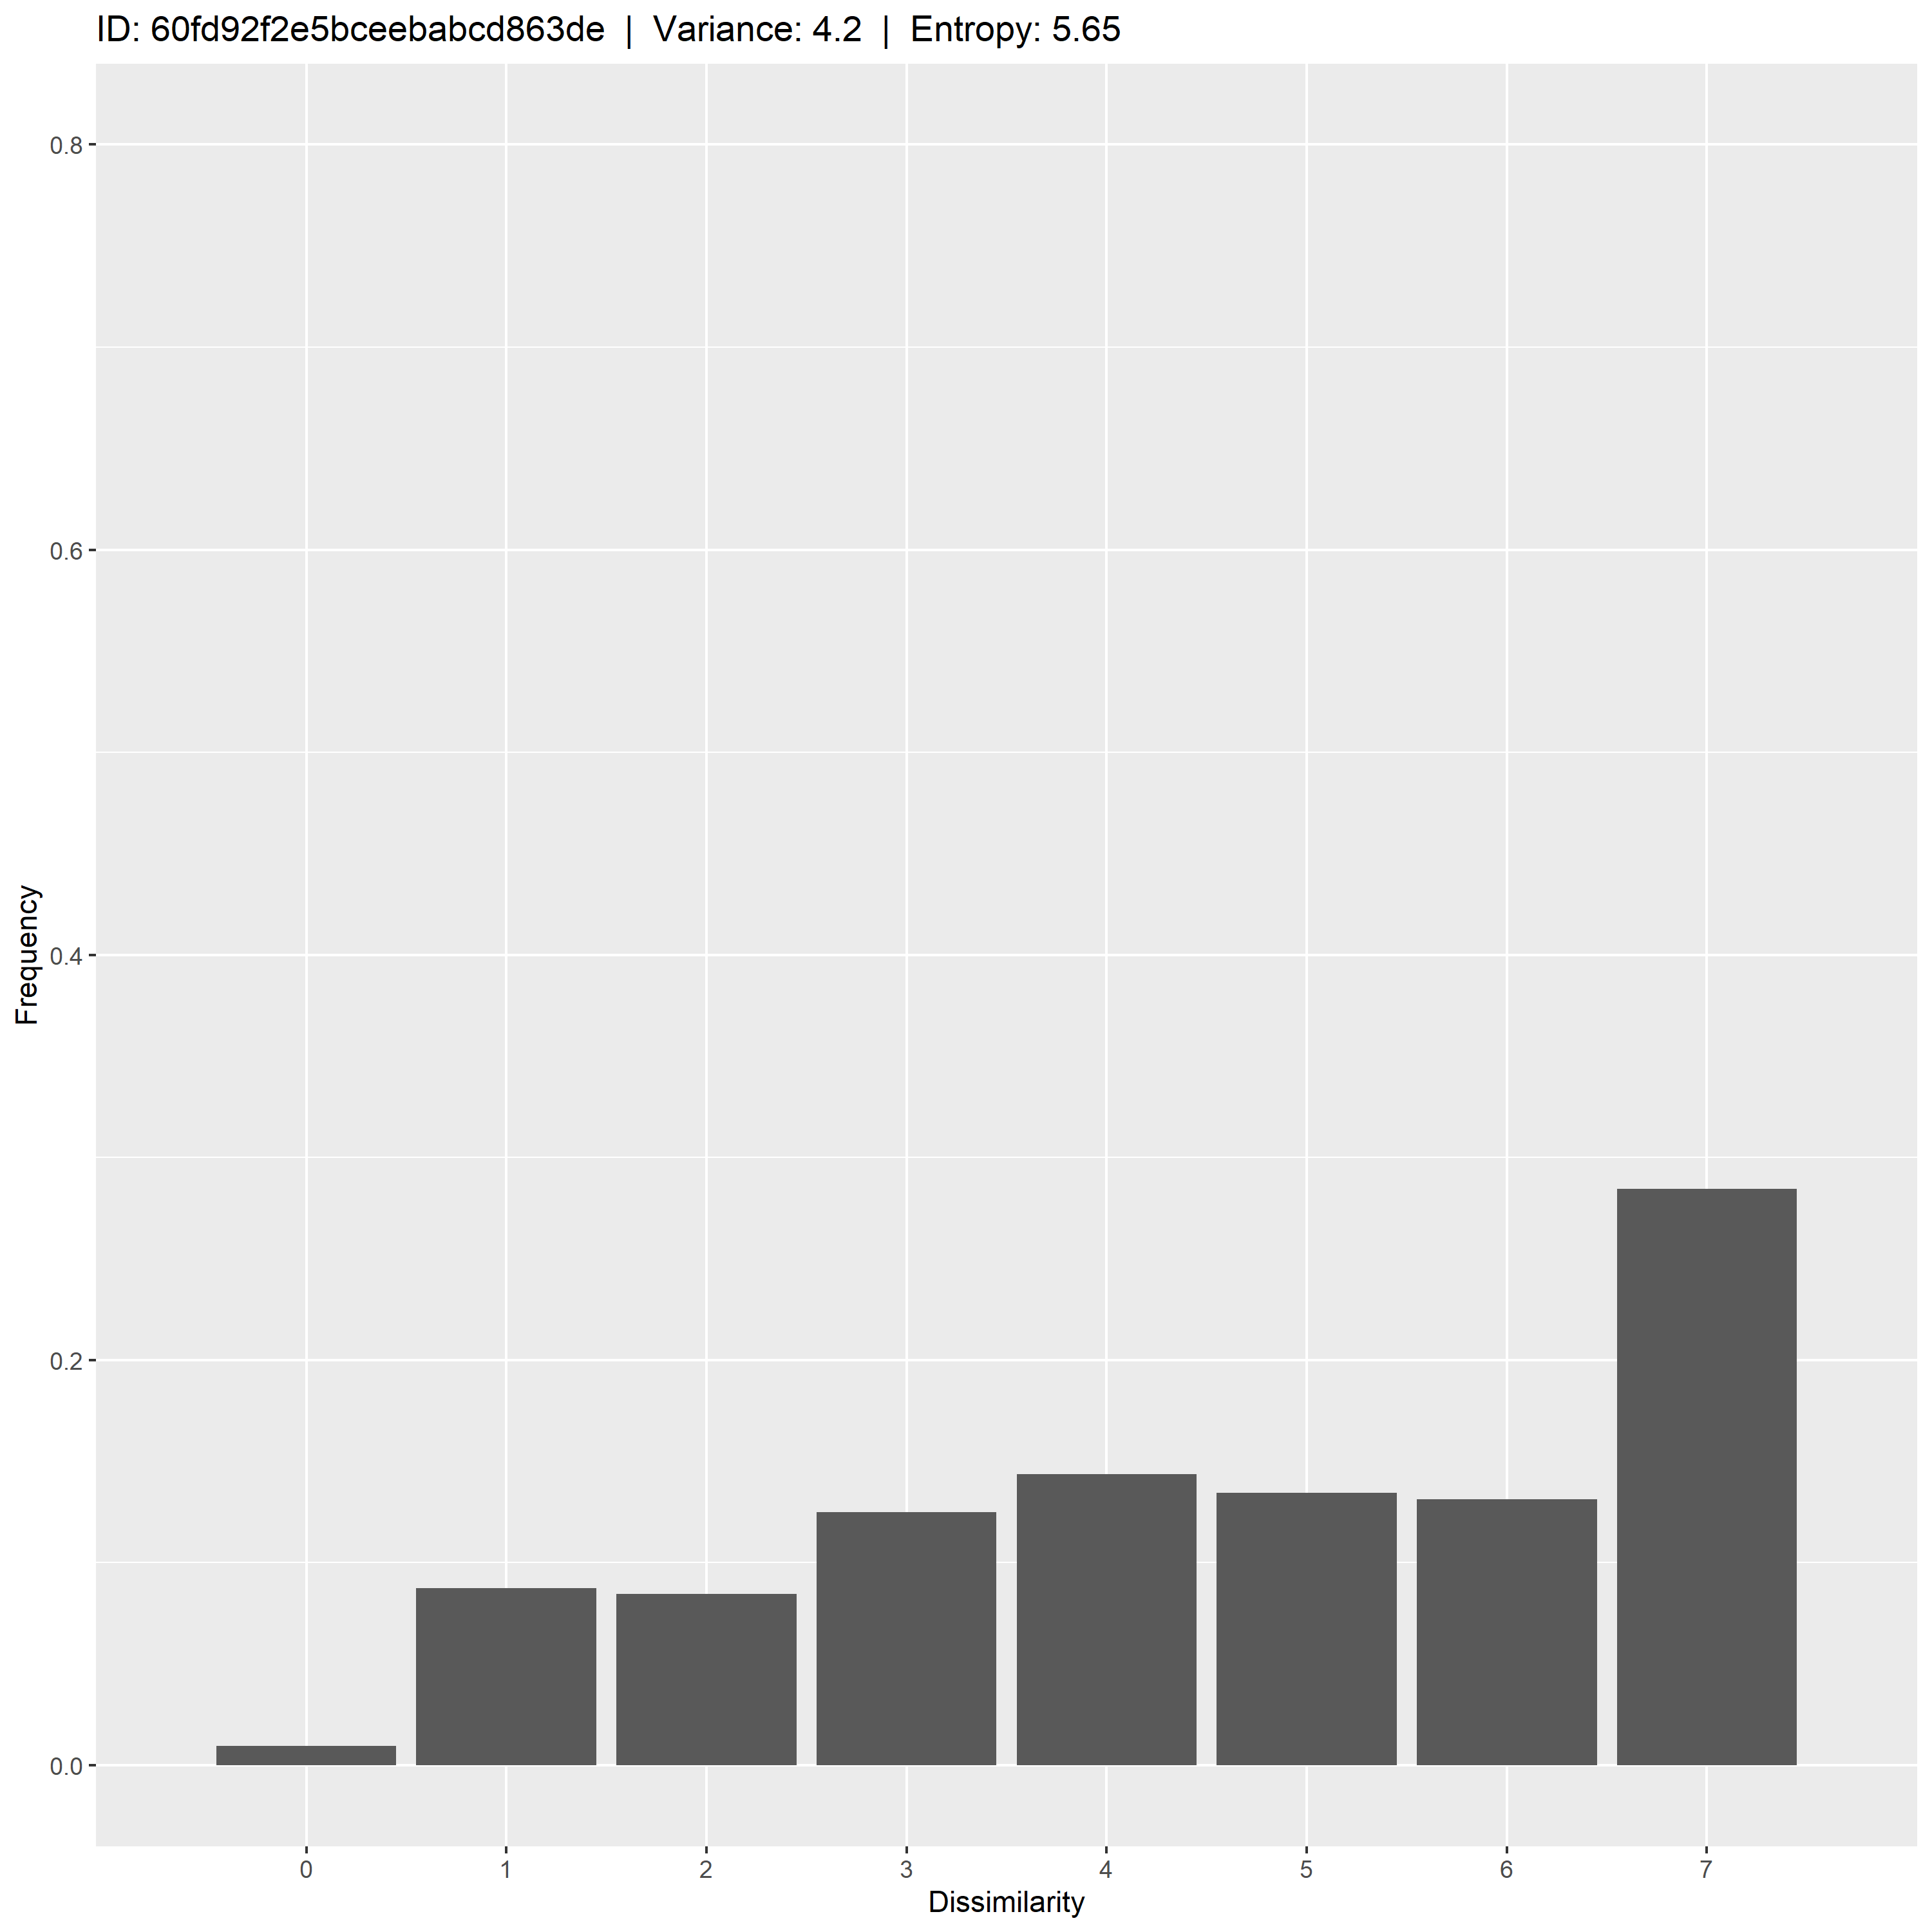 ID: 60fd92f2e5bceebabcd863de | Variance: 4.2 | Entropy: 5.65
0.8
0.6
0.4
0.2
0.0
Frequency
0 1 2 3 4 5 6 7
Dissimilarity